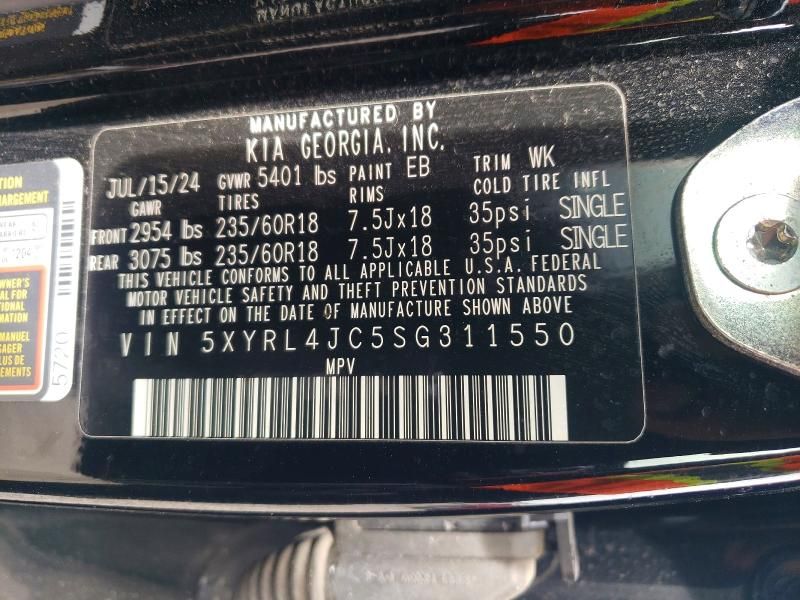 MANUFACTURED BY
KIA GEORGIA, INC.
JUL/15/24 GVWR 5401 lbs PAINT EB TRIM WK
GAWR TIRES RIMS COLD TIRE INFL
FRONT 2954 lbs 235/60R18 7.5Jx18 35psi SINGLE
REAR 3075 lbs 235/60R18 7.5Jx18 35psi SINGLE
THIS VEHICLE CONFORMS TO ALL APPLICABLE U.S.A. FEDERAL
MOTOR VEHICLE SAFETY AND THEFT PREVENTION STANDARDS
IN EFFECT ON THE DATE OF MANUFACTURE SHOWN ABOVE
VIN 5XYRL4JC5SG311550
MPV
5720